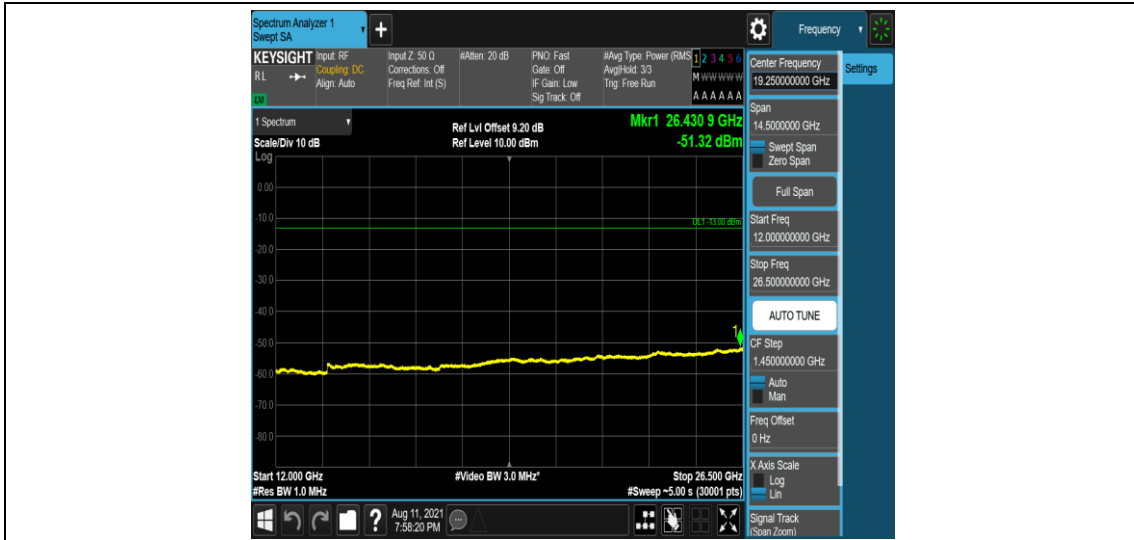 Spectrum Analyzer 1
Swept SA
+
Frequency
KEYSIGHT
RL
Input: RF
Coupling: DC
Align: Auto
Input Z: 50 Ω
Corrections: Off
Freq Ref: Int (S)
#Atten: 20 dB
PNO: Fast
Gate: Off
IF Gain: Low
Sig Track: Off
#Avg Type: Power (RMS
Avg|Hold: 3/3
Trig: Free Run
1 2 3 4 5 6
M W W W W W
A A A A A A
1 Spectrum
Scale/Div 10 dB
Log
Ref Lvl Offset 9.20 dB
Ref Level 10.00 dBm
Mkr1 26.430 9 GHz
-51.32 dBm
0.00
-10.0
DL1 -13.00 dBm
-20.0
-30.0
-40.0
1
-50.0
-60.0
-70.0
-80.0
Start 12.000 GHz
#Res BW 1.0 MHz
#Video BW 3.0 MHz*
Stop 26.500 GHz
#Sweep ~5.00 s (30001 pts)
Aug 11, 2021
7:58:20 PM
?
Center Frequency
19.250000000 GHz
Settings
Span
14.5000000 GHz
Swept Span
Zero Span
Full Span
Start Freq
12.000000000 GHz
Stop Freq
26.500000000 GHz
AUTO TUNE
CF Step
1.450000000 GHz
Auto
Man
Freq Offset
0 Hz
X Axis Scale
Log
Lin
Signal Track
(Span Zoom)